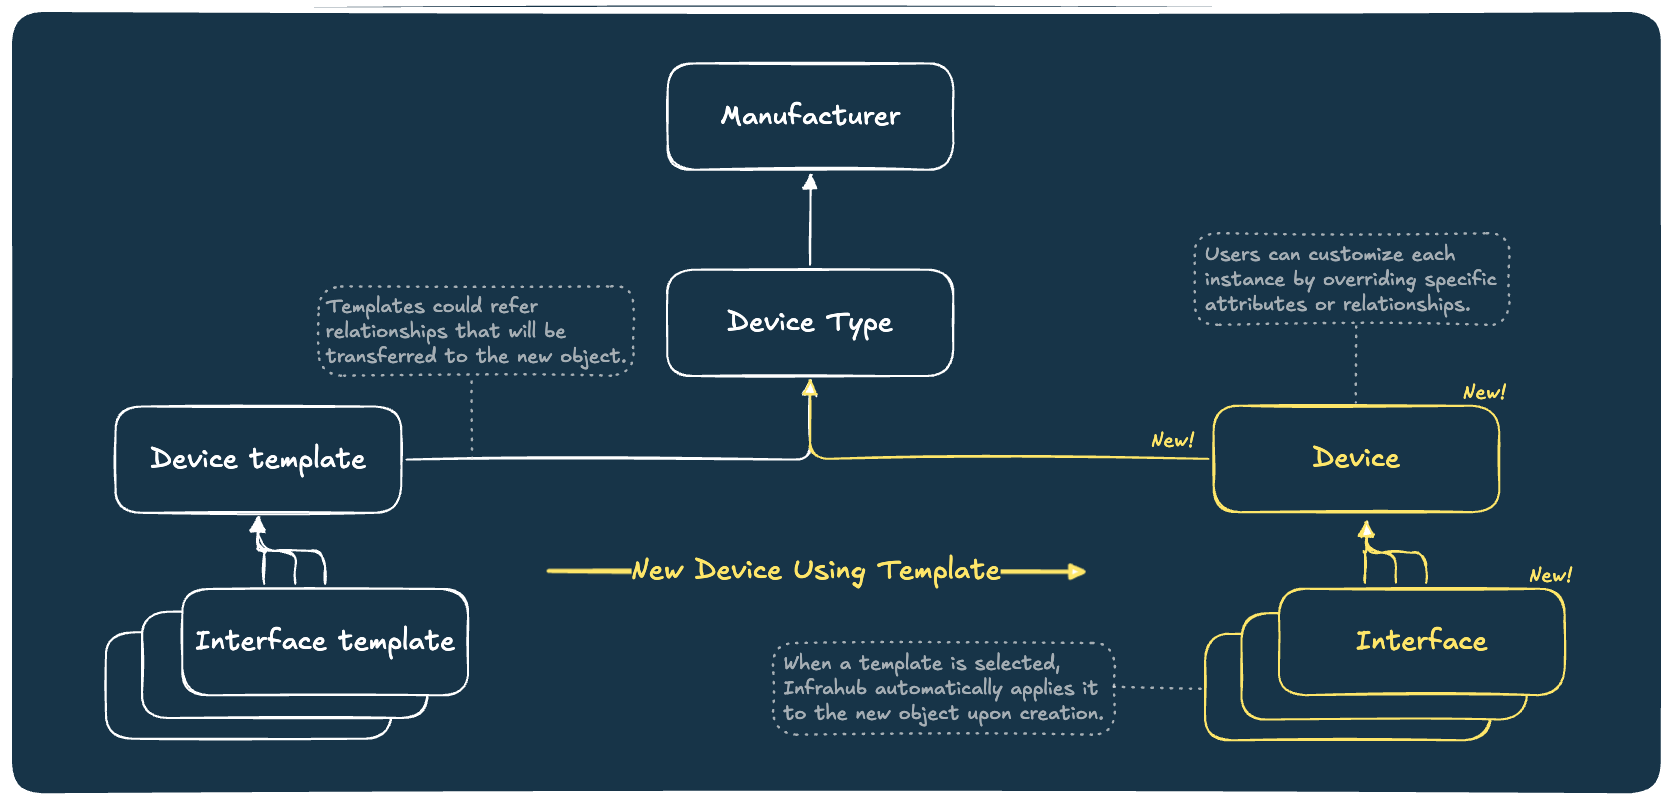 Manufacturer
Users can customize each
instance by overriding specific
attributes or relationships.
Templates could refer
relationships that will be
transferred to the new object.
Device Type
New!
Device template
New!
Device
New Device Using Template
New!
Interface template
Interface
When a template is selected,
Infrahub automatically applies it
to the new object upon creation.